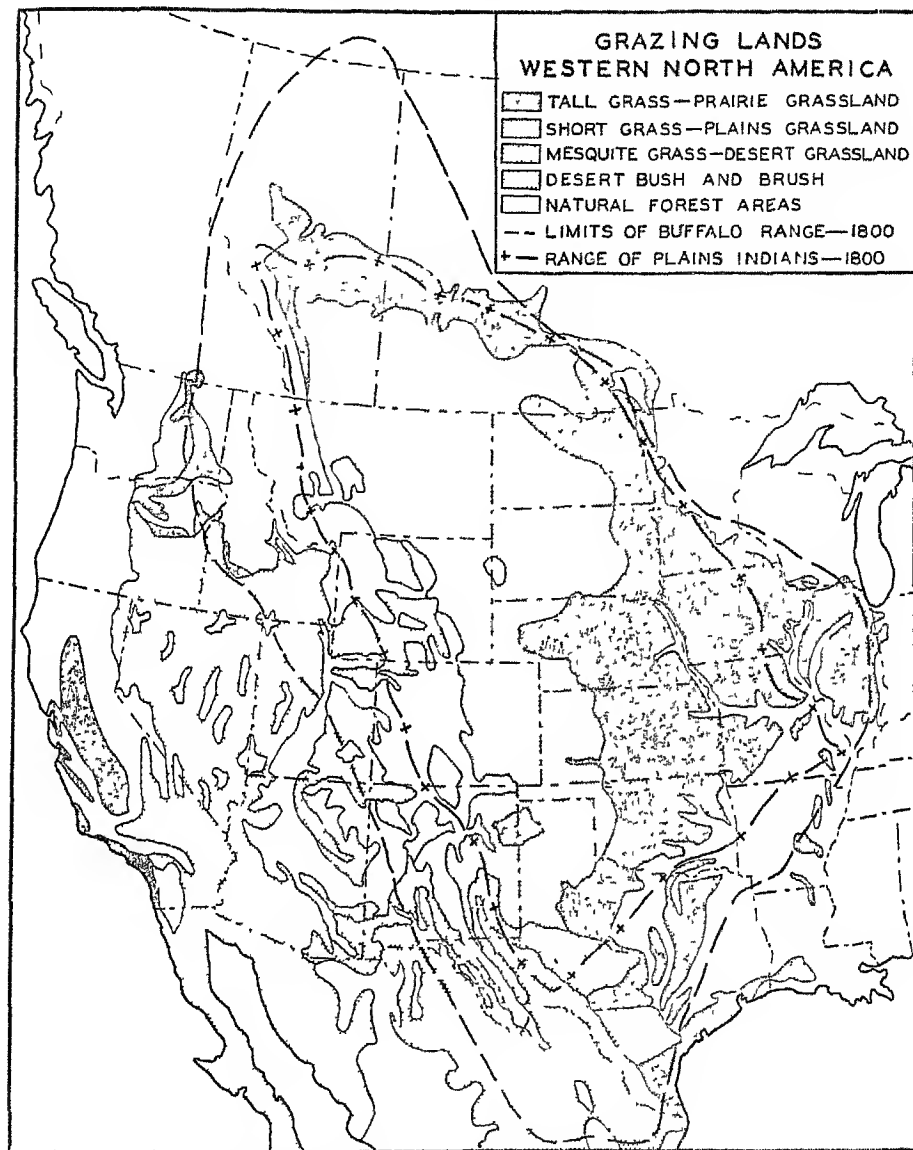 GRAZING LANDS
WESTERN NORTH AMERICA
TALL GRASS—PRAIRIE GRASSLAND
SHORT GRASS—PLAINS GRASSLAND
MESQUITE GRASS—DESERT GRASSLAND
DESERT BUSH AND BRUSH
NATURAL FOREST AREAS
LIMITS OF BUFFALO RANGE—1800
RANGE OF PLAINS INDIANS—1800